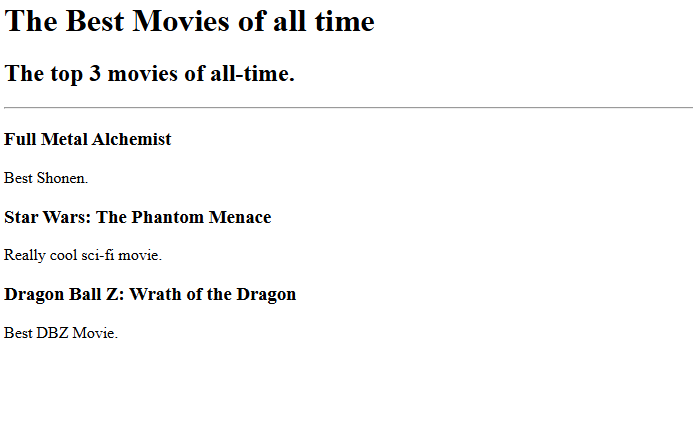 The Best Movies of all time
The top 3 movies of all-time.
Full Metal Alchemist
Best Shonen.
Star Wars: The Phantom Menace
Really cool sci-fi movie.
Dragon Ball Z: Wrath of the Dragon
Best DBZ Movie.